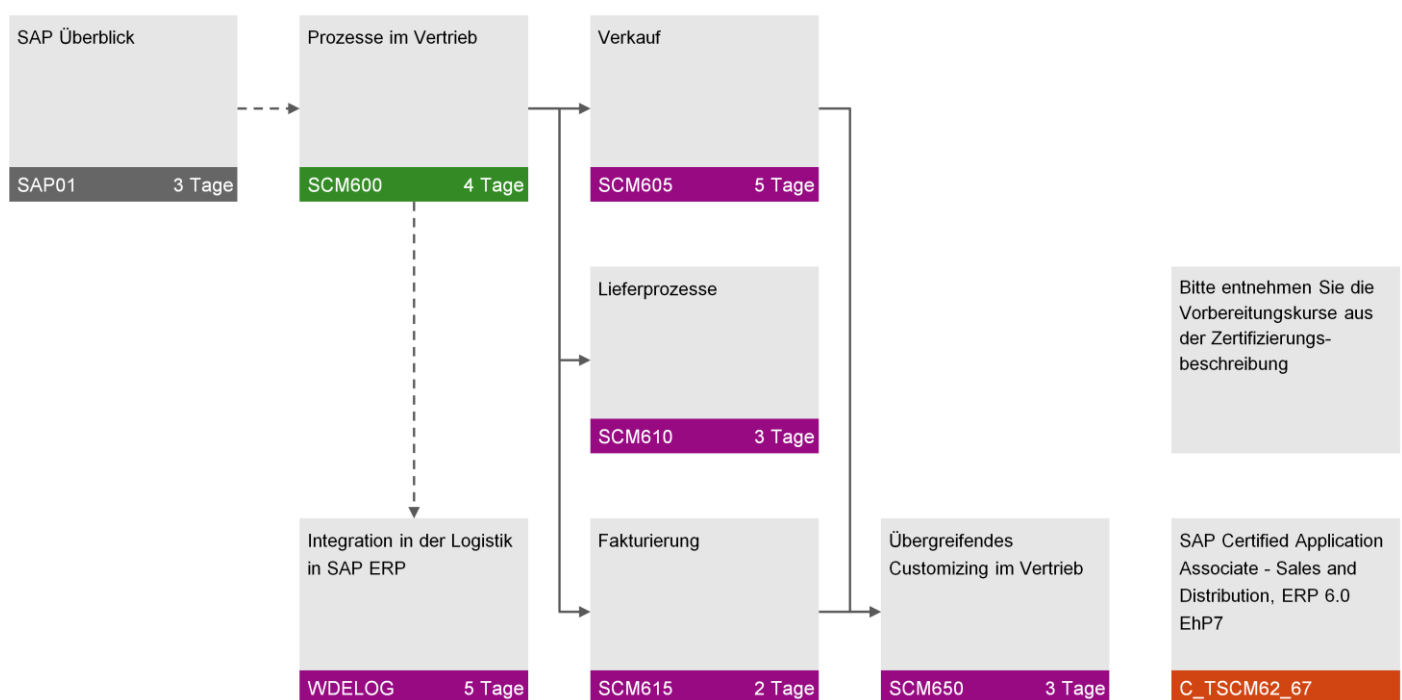 SAP Überblick
SAP01 3 Tage
Prozesse im Vertrieb
SCM600 4 Tage
Verkauf
SCM605 5 Tage
Lieferprozesse
SCM610 3 Tage
Bitte entnehmen Sie die
Vorbereitungskurse aus
der Zertifizierungs-
beschreibung
Integration in der Logistik
in SAP ERP
WDELOG 5 Tage
Fakturierung
SCM615 2 Tage
Übergreifendes
Customizing im Vertrieb
SCM650 3 Tage
SAP Certified Application
Associate - Sales and
Distribution, ERP 6.0
EhP7
C_TSCM62_67